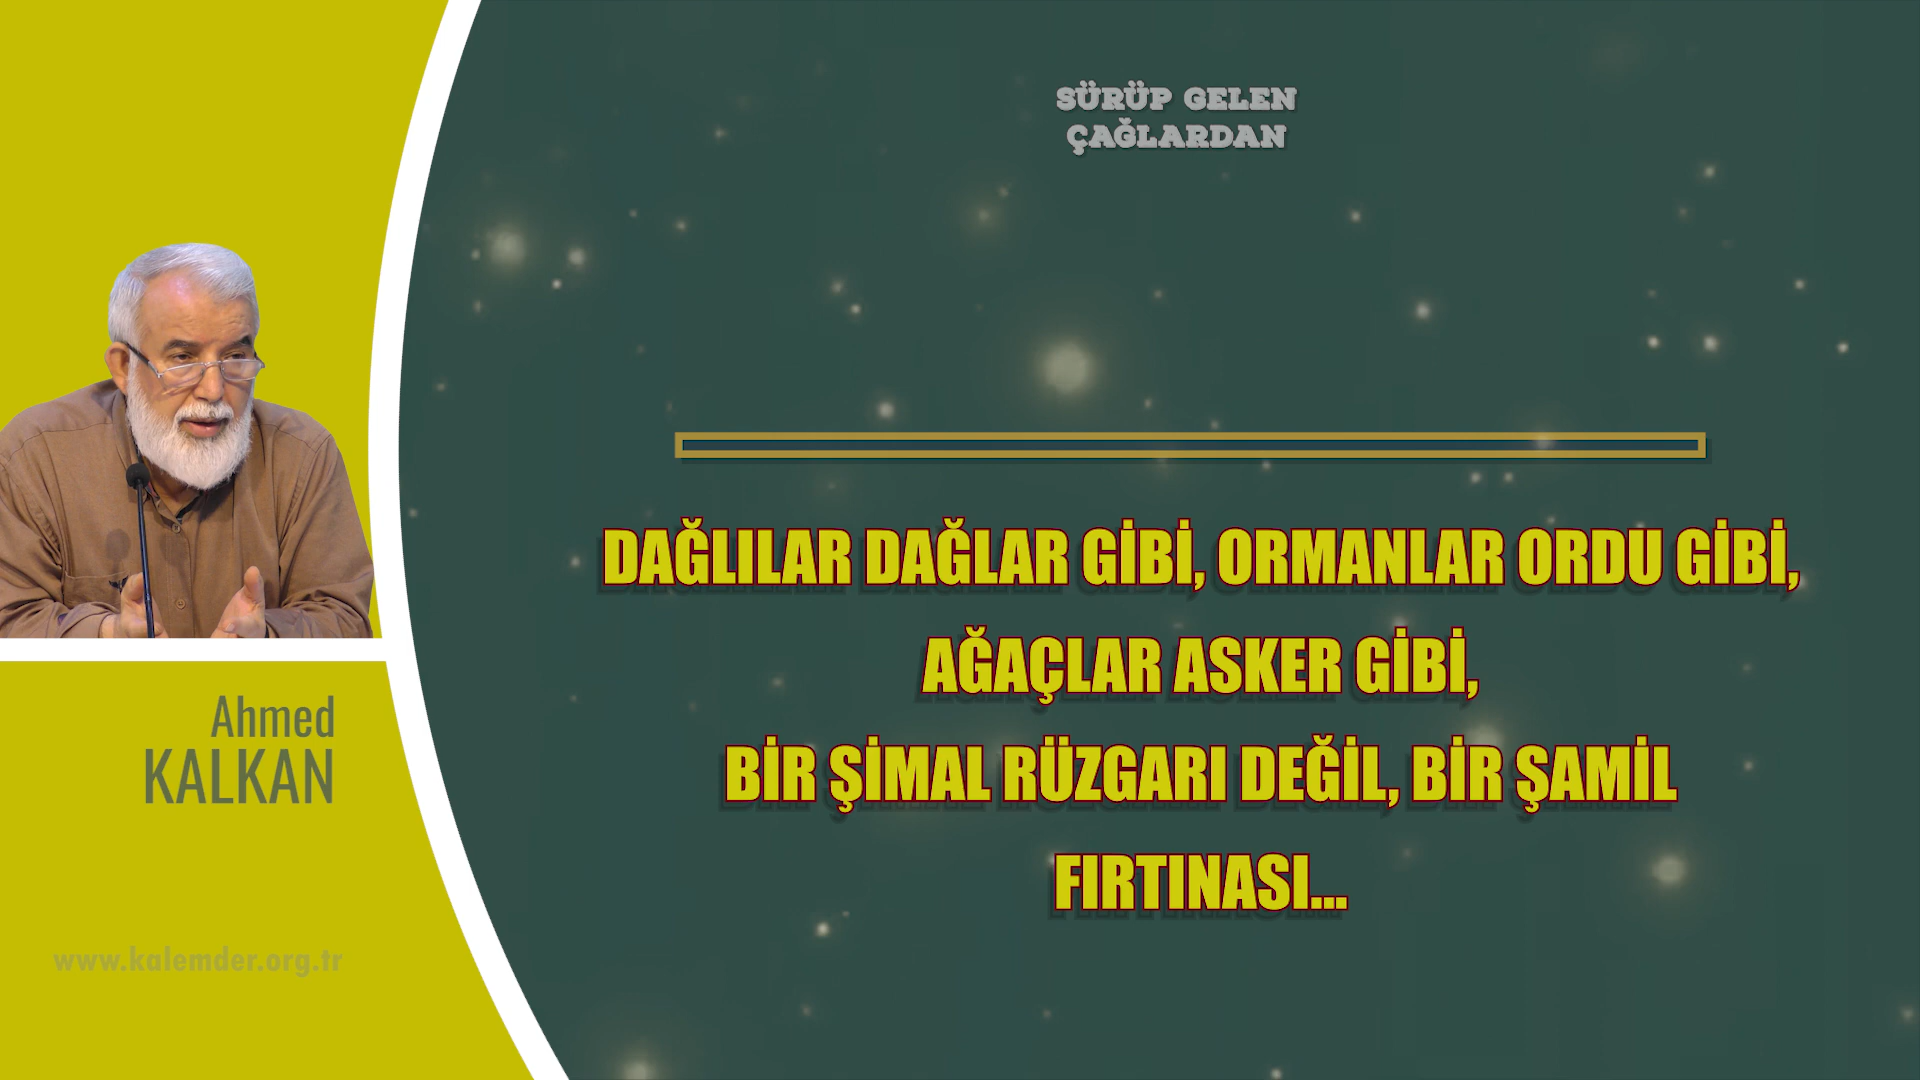 SÜRÜP GELEN
ÇAĞLARDAN
DAĞLILAR DAĞLAR GİBİ, ORMANLAR ORDU GİBİ,
AĞAÇLAR ASKER GİBİ,
BİR ŞİMAL RÜZGARI DEĞİL, BİR ŞAMİL
FIRTINASI...
Ahmed
KALKAN
www.kalemder.org.tr